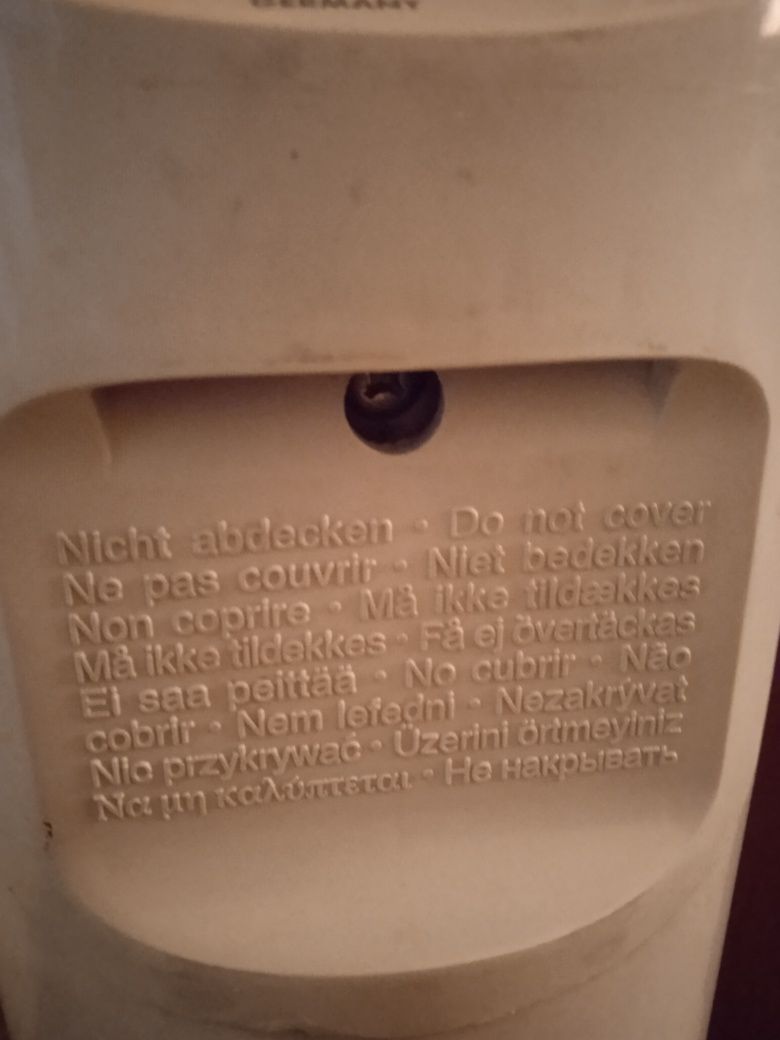 GERMANY
Nicht abdecken • Do not cover
Ne pas couvrir • Niet bedekken
Non coprire • Må ikke tildækkes
Må ikke tildekkes • Få ej övertäckas
Ei saa peittää • No cubrir • Não
cobrir • Nem lefedni • Nezakrývat
Nie przykrywać • Üzerini örtmeyiniz
Να μη καλύπτεται • Не накрывать